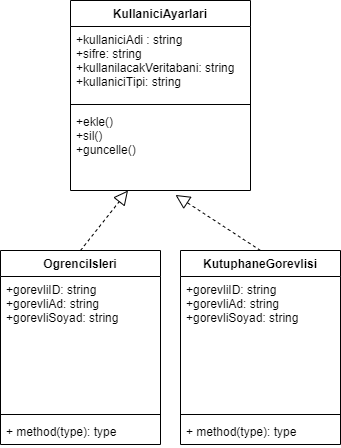 KullaniciAyarlari
+kullaniciAdi : string
+sifre: string
+kullanilacakVeritabani: string
+kullaniciTipi: string
+ekle()
+sil()
+guncelle()
OgrenciIsleri
+gorevliID: string
+gorevliAd: string
+gorevliSoyad: string
+ method(type): type
KutuphaneGorevlisi
+gorevliID: string
+gorevliAd: string
+gorevliSoyad: string
+ method(type): type